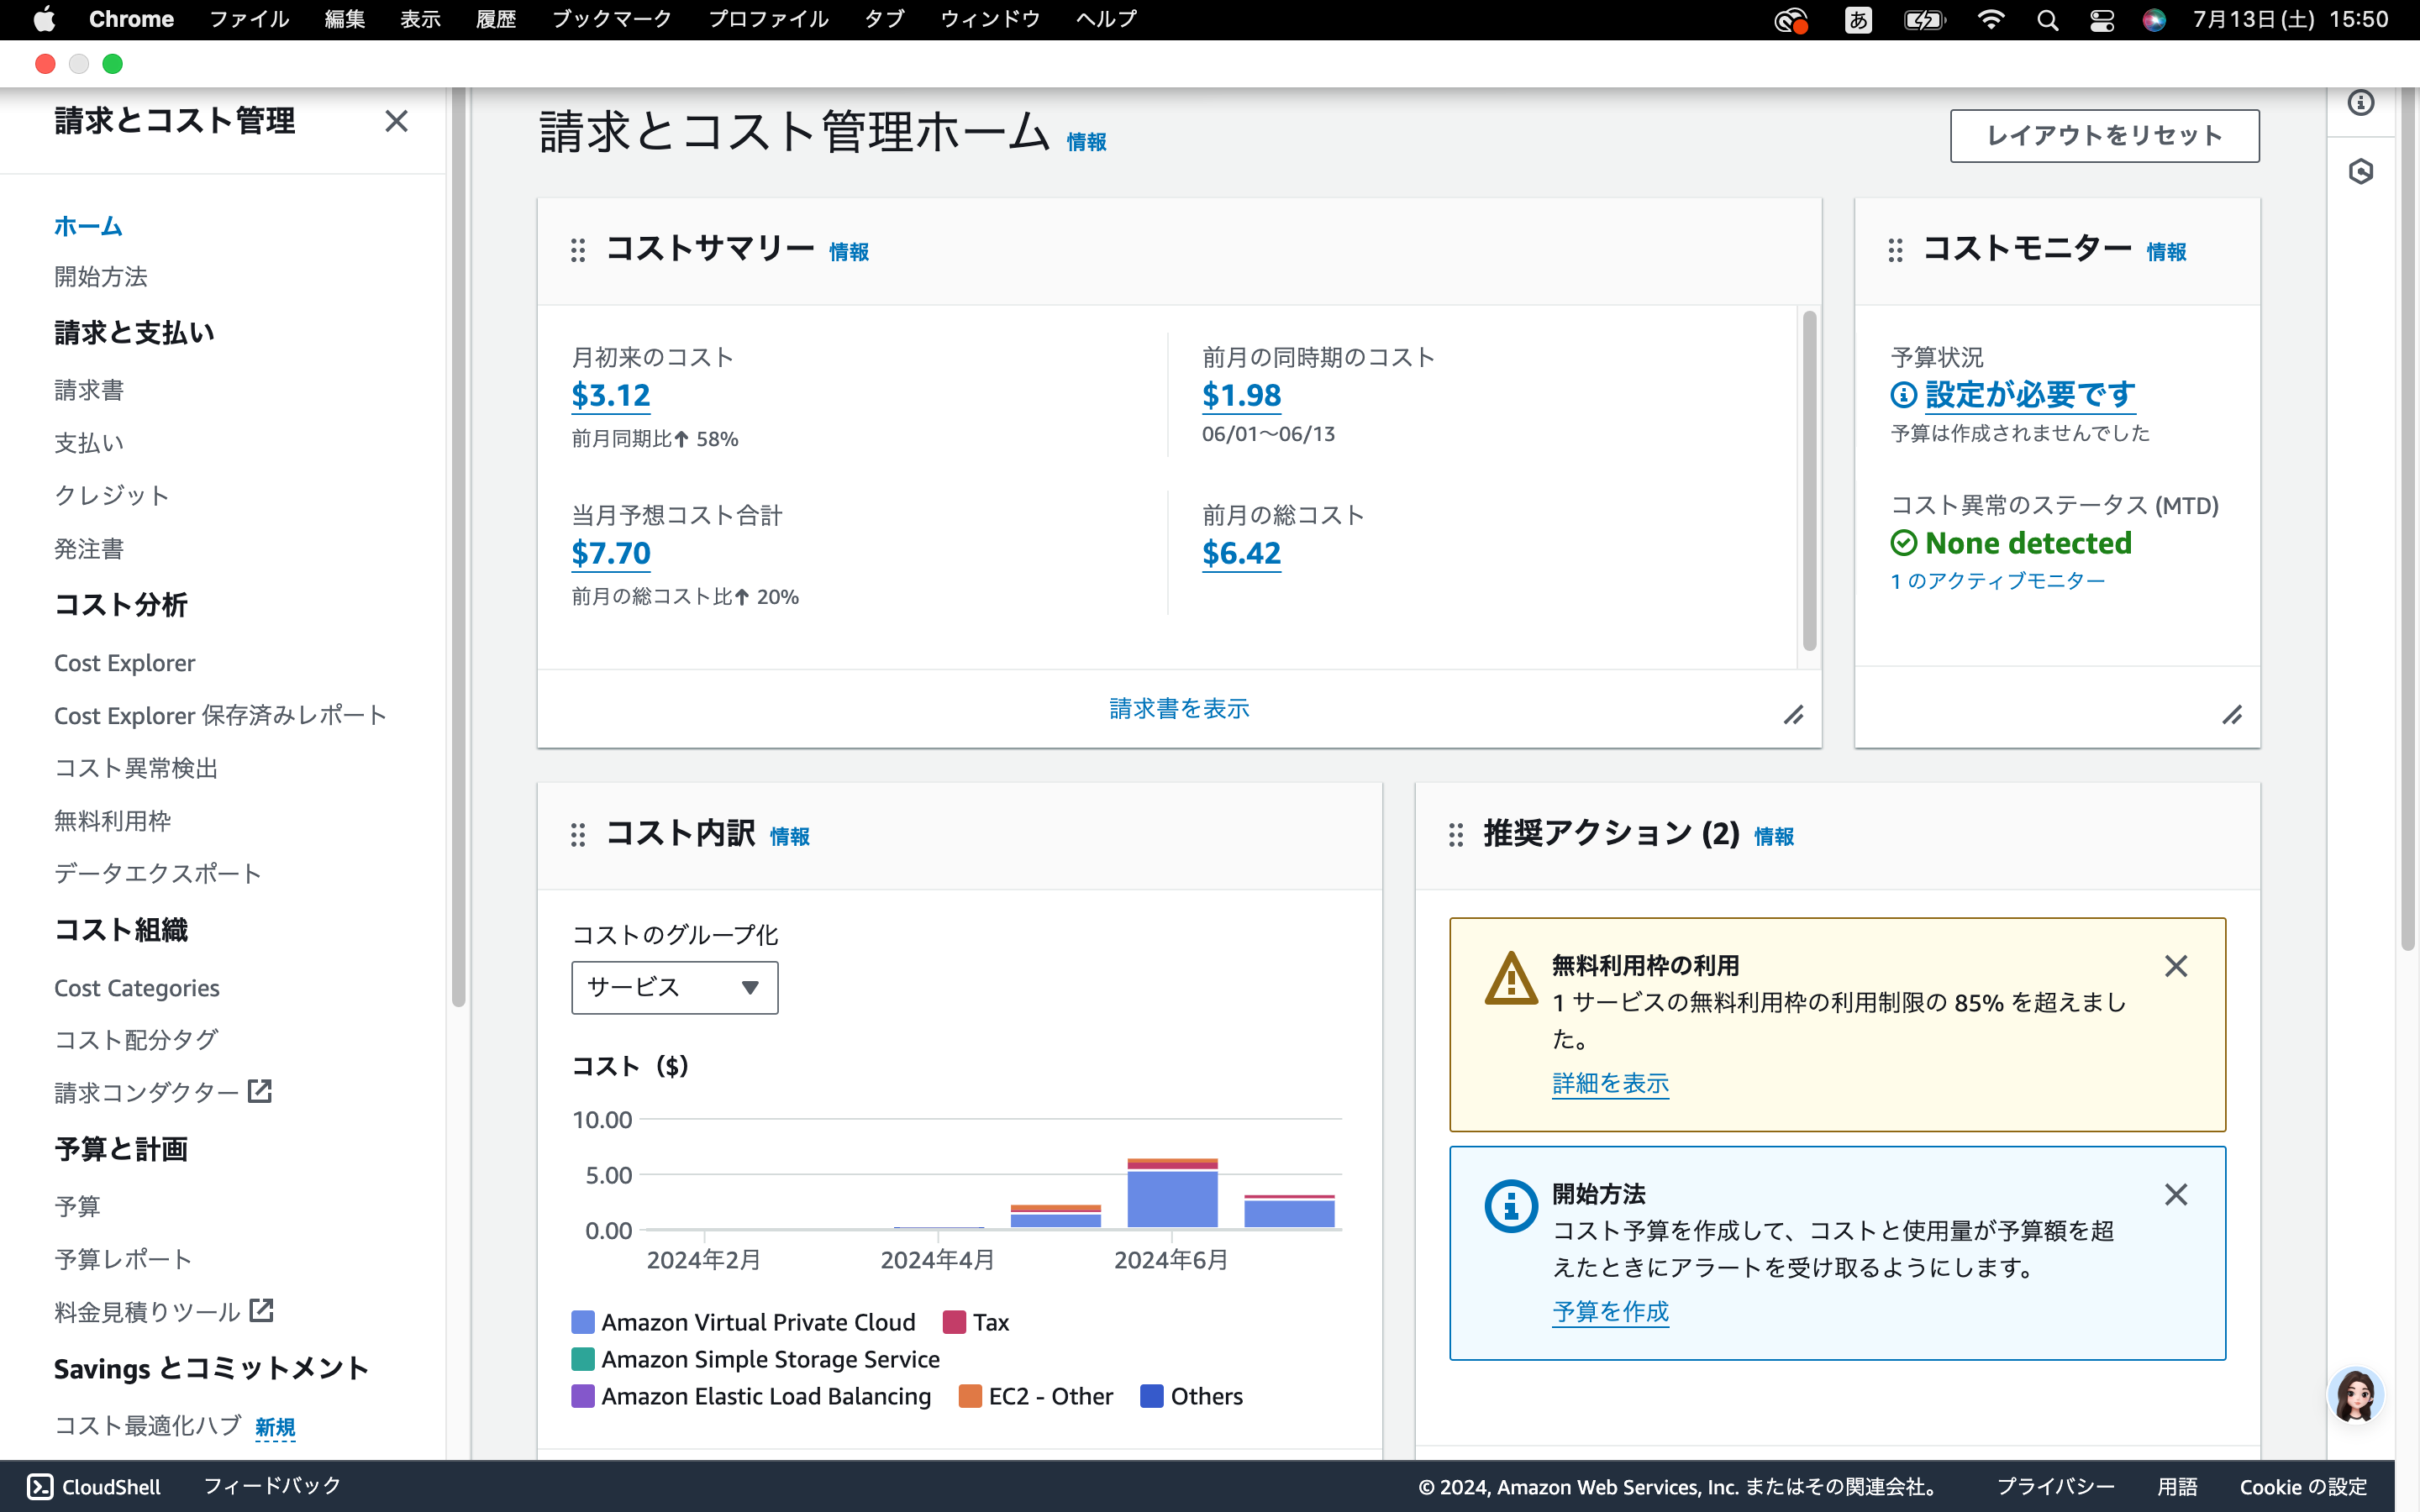 Chrome ファイル 編集 表示 履歴 ブックマーク プロファイル タブ ウィンドウ ヘルプ あ 7月13日(土) 15:50
請求とコスト管理
ホーム
開始方法
請求と支払い
請求書
支払い
クレジット
発注書
コスト分析
Cost Explorer
Cost Explorer 保存済みレポート
コスト異常検出
無料利用枠
データエクスポート
コスト組織
Cost Categories
コスト配分タグ
請求コンダクター
予算と計画
予算
予算レポート
料金見積りツール
Savings とコミットメント
コスト最適化ハブ 新規
請求とコスト管理ホーム 情報
レイアウトをリセット
コストサマリー 情報
月初来のコスト
$3.12
前月同期比↑ 58%
前月の同時期のコスト
$1.98
06/01〜06/13
当月予想コスト合計
$7.70
前月の総コスト比↑ 20%
前月の総コスト
$6.42
請求書を表示
コストモニター 情報
予算状況
設定が必要です
予算は作成されませんでした
コスト異常のステータス (MTD)
None detected
1 のアクティブモニター
コスト内訳 情報
コストのグループ化
サービス
コスト ($)
10.00
5.00
0.00
2024年2月 2024年4月 2024年6月
Amazon Virtual Private Cloud Tax
Amazon Simple Storage Service
Amazon Elastic Load Balancing EC2 - Other Others
推奨アクション (2) 情報
無料利用枠の利用
1 サービスの無料利用枠の利用制限の 85% を超えまし
た。
詳細を表示
開始方法
コスト予算を作成して、コストと使用量が予算額を超
えたときにアラートを受け取るようにします。
予算を作成
CloudShell フィードバック © 2024, Amazon Web Services, Inc. またはその関連会社。 プライバシー 用語 Cookie の設定